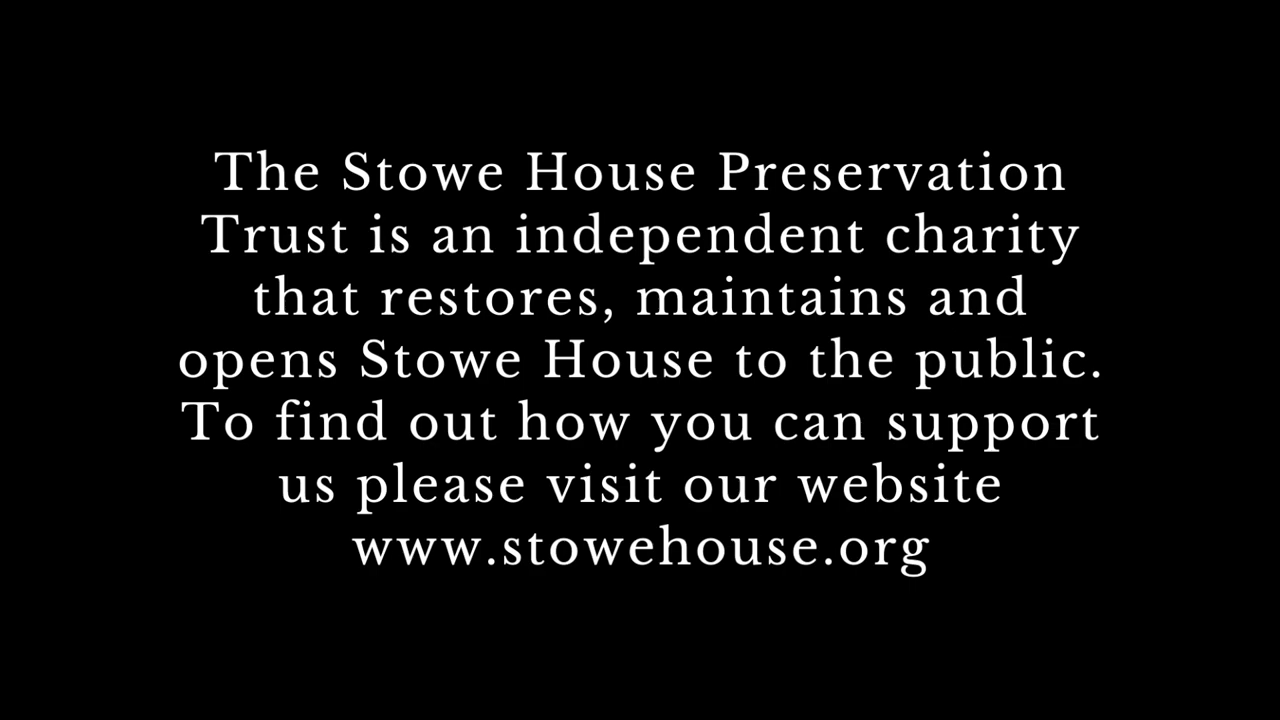 The Stowe House Preservation
Trust is an independent charity
that restores, maintains and
opens Stowe House to the public.
To find out how you can support
us please visit our website
www.stowehouse.org